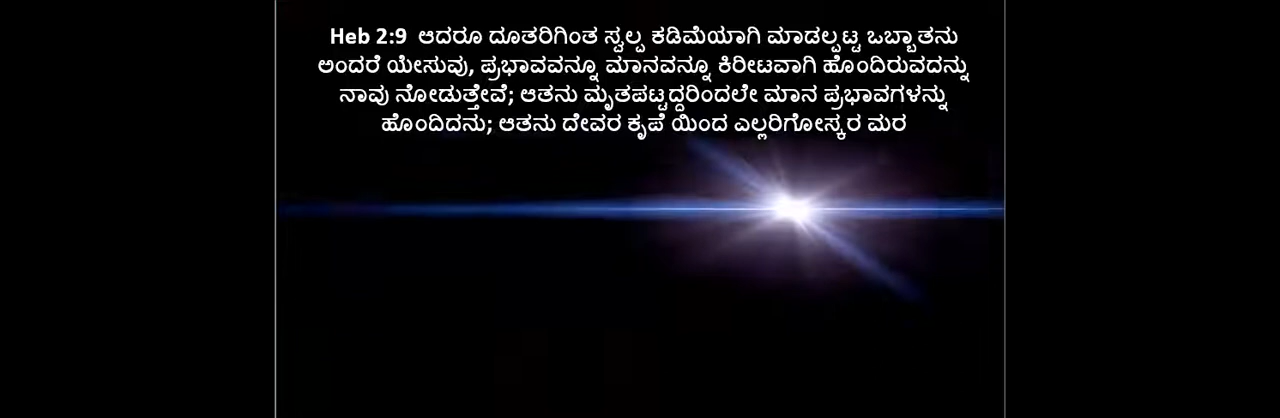 Heb 2:9 ಆದರೂ ದೂತರಿಗಿಂತ ಸ್ವಲ್ಪ ಕಡಿಮೆಯಾಗಿ ಮಾಡಲ್ಪಟ್ಟ ಒಬ್ಬಾತನು
ಅಂದರೆ ಯೇಸುವು, ಪ್ರಭಾವವನ್ನೂ ಮಾನವನ್ನೂ ಕಿರೀಟವಾಗಿ ಹೊಂದಿರುವದನ್ನು
ನಾವು ನೋಡುತ್ತೇವೆ; ಆತನು ಮೃತಪಟ್ಟದ್ದರಿಂದಲೇ ಮಾನ ಪ್ರಭಾವಗಳನ್ನು
ಹೊಂದಿದನು; ಆತನು ದೇವರ ಕೃಪೆ ಯಿಂದ ಎಲ್ಲರಿಗೋಸ್ಕರ ಮರ